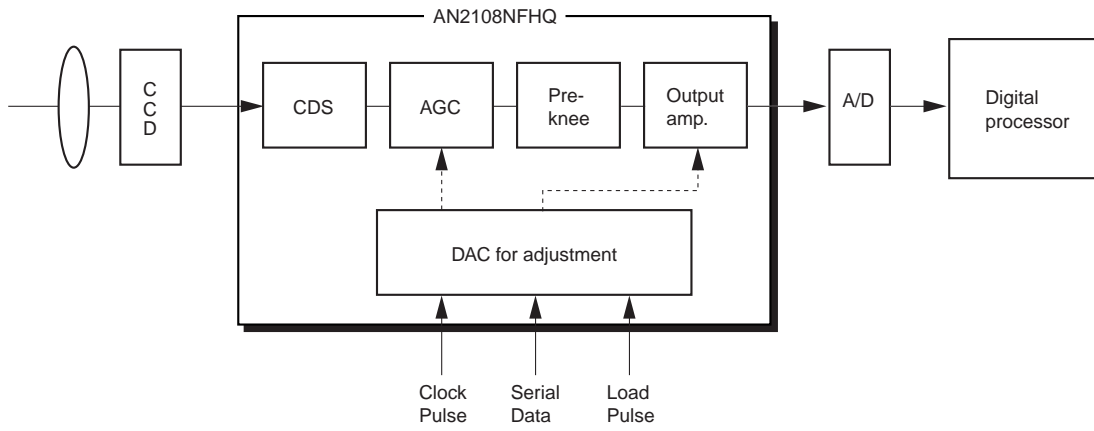 AN2108NFHQ
C
C
D
CDS
AGC
Pre-
knee
Output
amp.
A/D
Digital
processor
DAC for adjustment
Clock
Pulse
Serial
Data
Load
Pulse